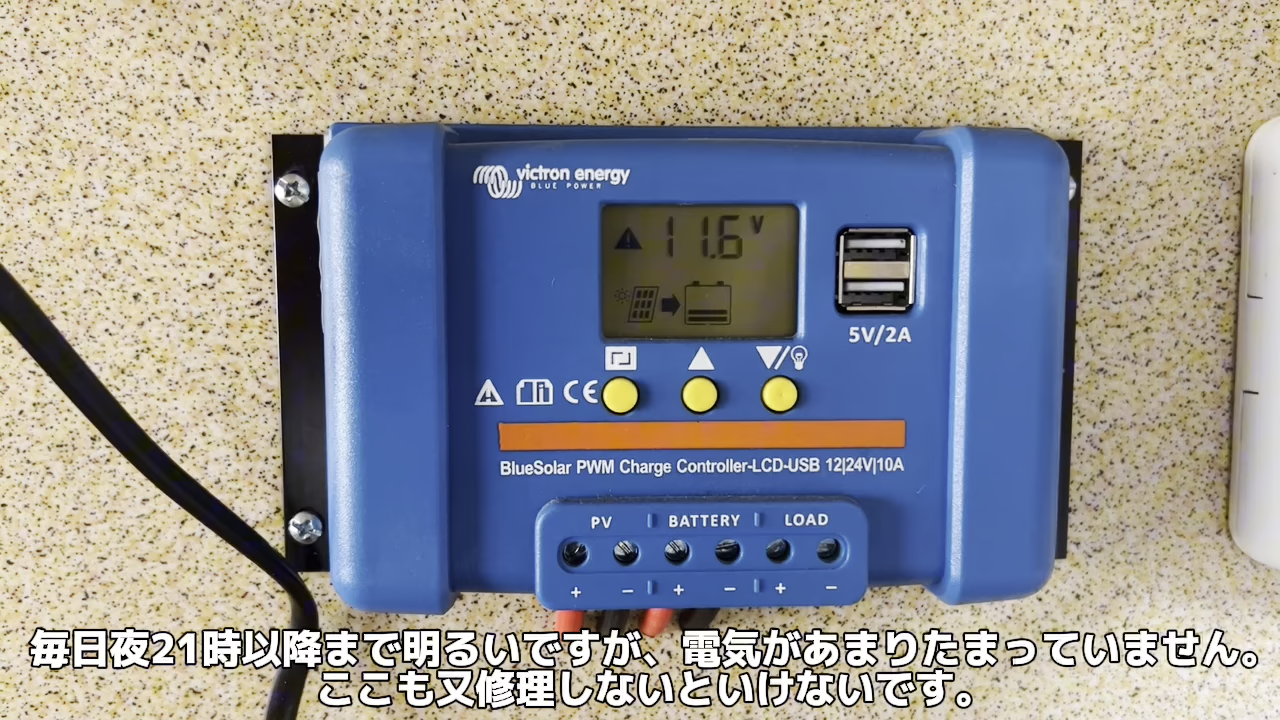 victron energy
BLUE POWER
11.6 V
5V/2A
CE
BlueSolar PWM Charge Controller-LCD-USB 12|24V|10A
PV | BATTERY | LOAD
+ − | + − | + −
毎日夜21時以降まで明るいですが、電気があまりたまっていません。
ここも又修理しないといけないです。